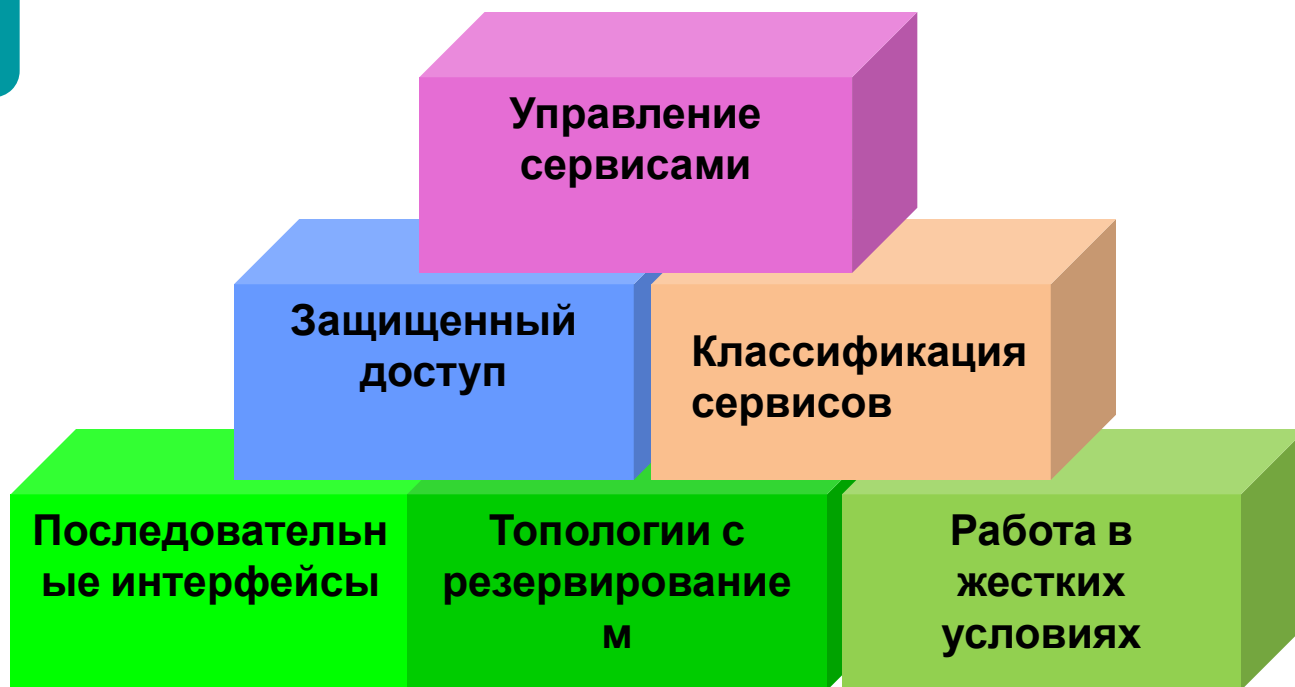 Управление
сервисами
Защищенный
доступ
Классификация
сервисов
Последовательн
ые интерфейсы
Топологии с
резервирование
м
Работа в
жестких
условиях